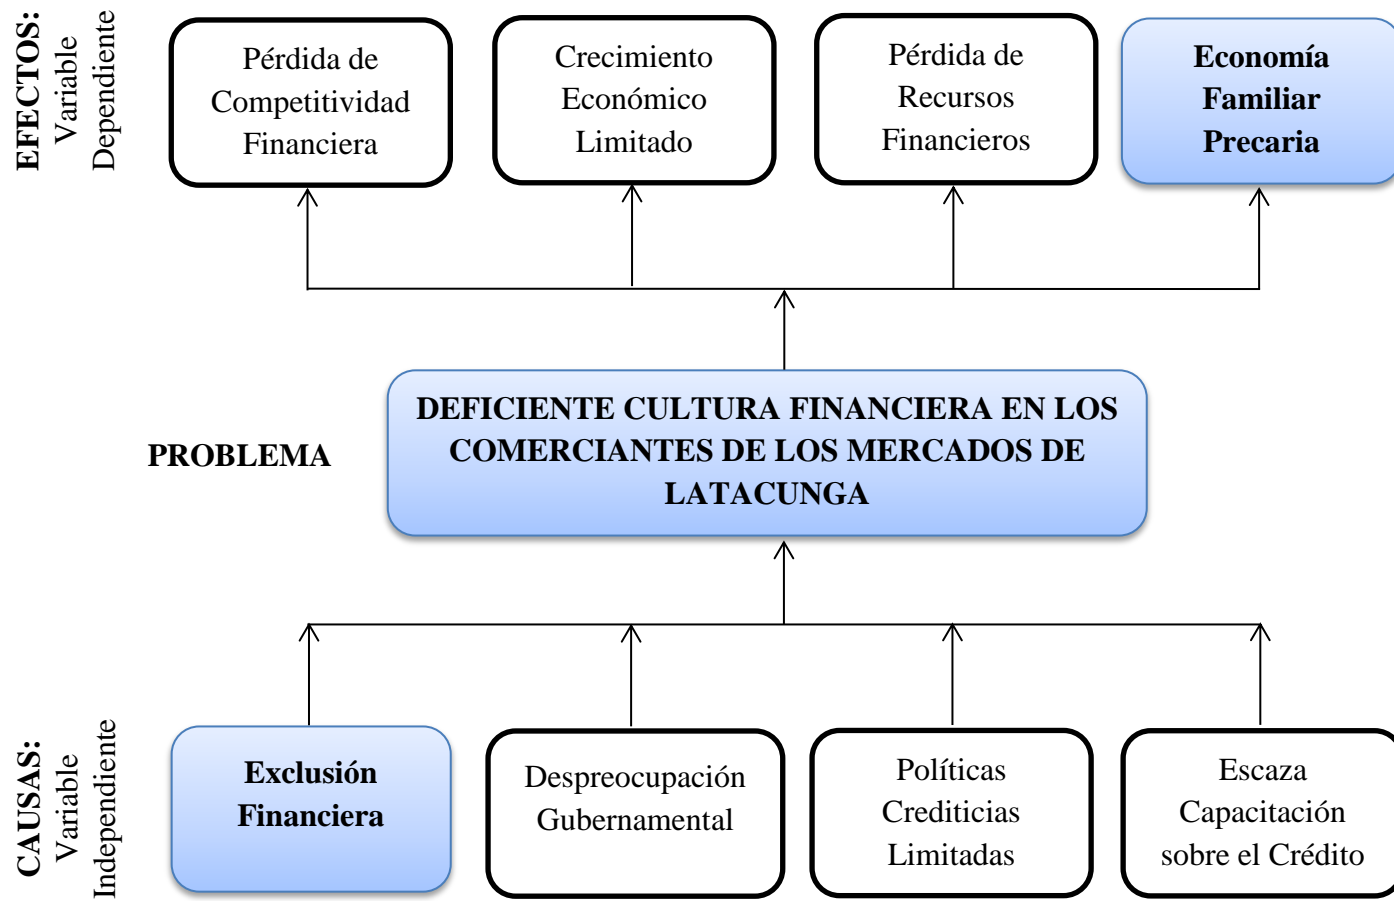 EFECTOS:
Variable
Dependiente
Pérdida de
Competitividad
Financiera
Crecimiento
Económico
Limitado
Pérdida de
Recursos
Financieros
Economía
Familiar
Precaria
PROBLEMA
DEFICIENTE CULTURA FINANCIERA EN LOS
COMERCIANTES DE LOS MERCADOS DE
LATACUNGA
CAUSAS:
Variable
Independiente
Exclusión
Financiera
Despreocupación
Gubernamental
Políticas
Crediticias
Limitadas
Escaza
Capacitación
sobre el Crédito